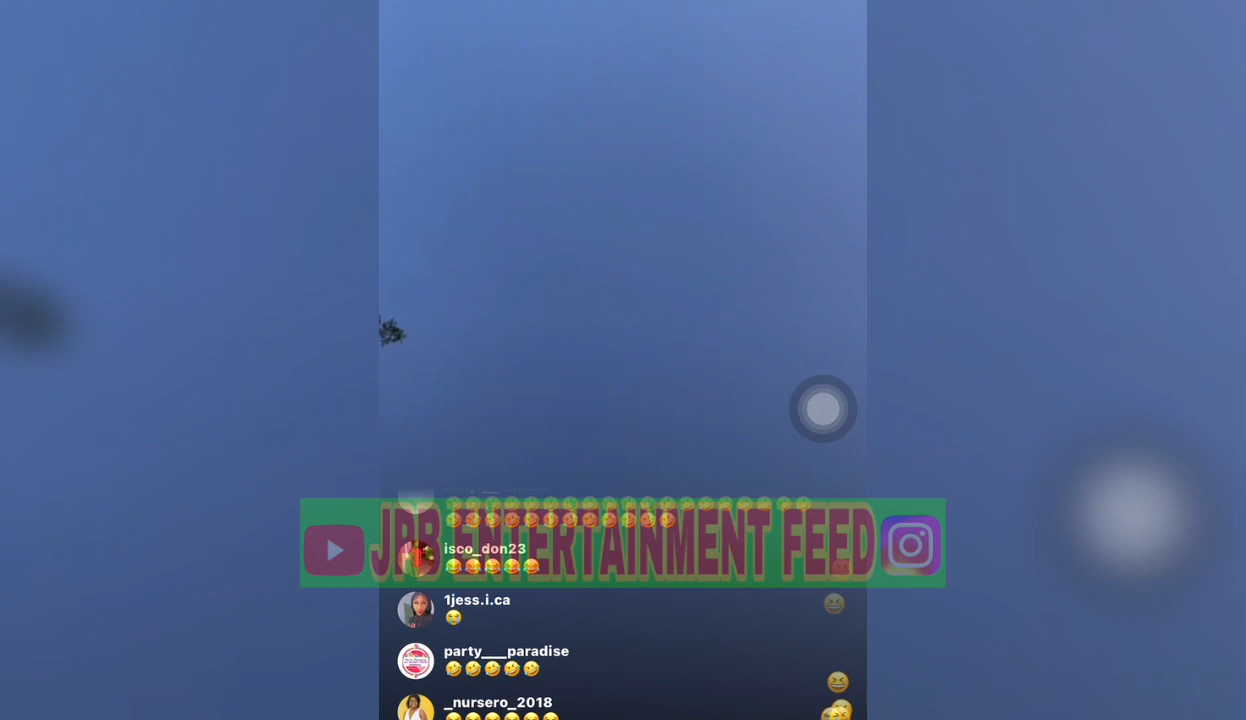 JPB ENTERTAINMENT FEED
isco_don23
😂😂😂😂😂
1jess.i.ca
😭
party___paradise
🤣🤣🤣🤣🤣
_nursero_2018
😂😂😂😂😂😂